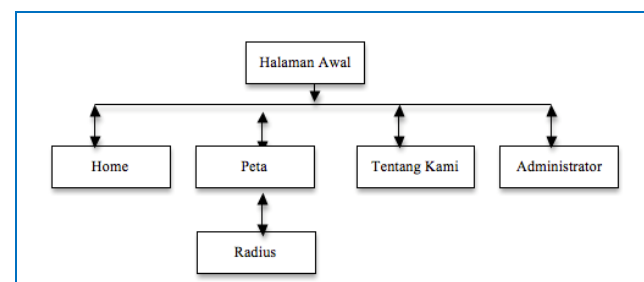 Halaman Awal
Home
Peta
Tentang Kami
Administrator
Radius